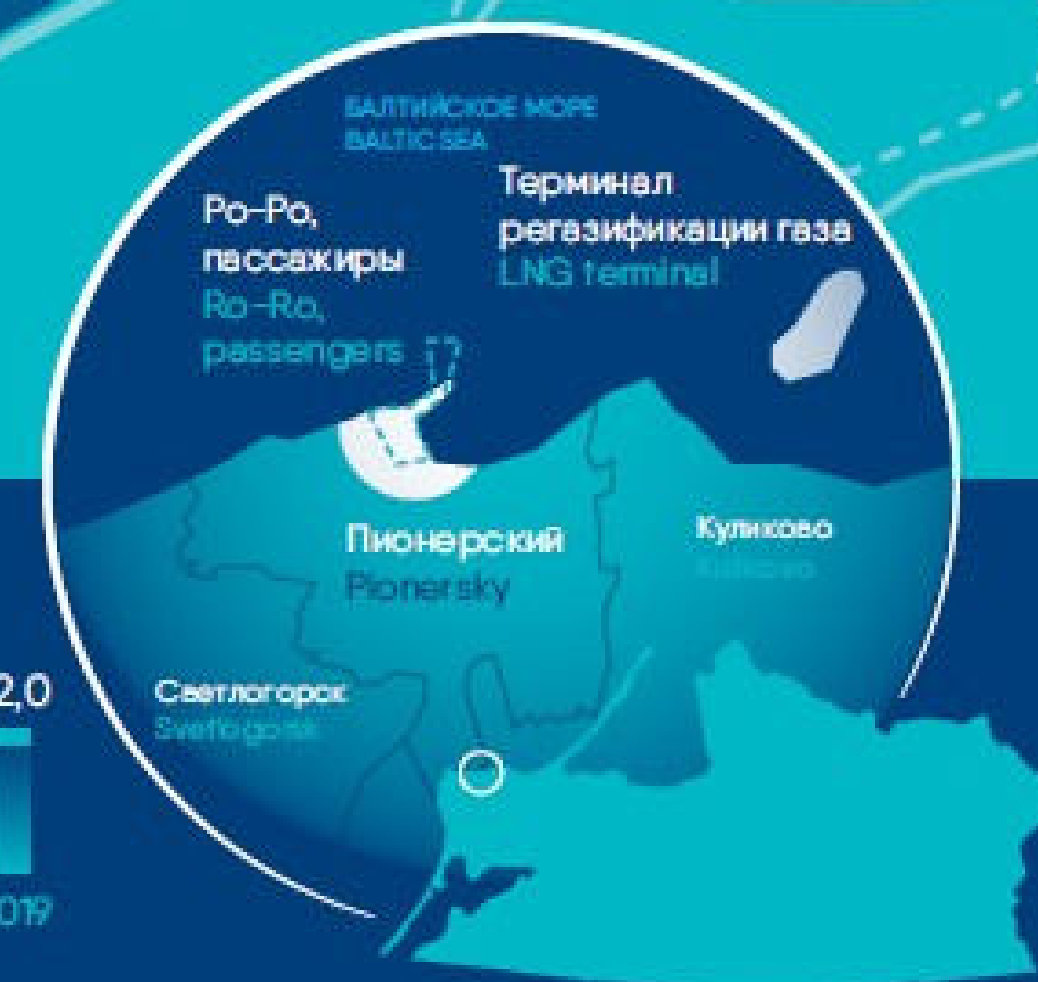 БАЛТИЙСКОЕ МОРЕ
BALTIC SEA
Терминал
регазификации газа
LNG terminal
Ро-Ро,
пассажиры
Ro-Ro,
passengers
Пионерский
Pionersky
Куликово
Светлогорск
Svetlogorsk
2,0
019